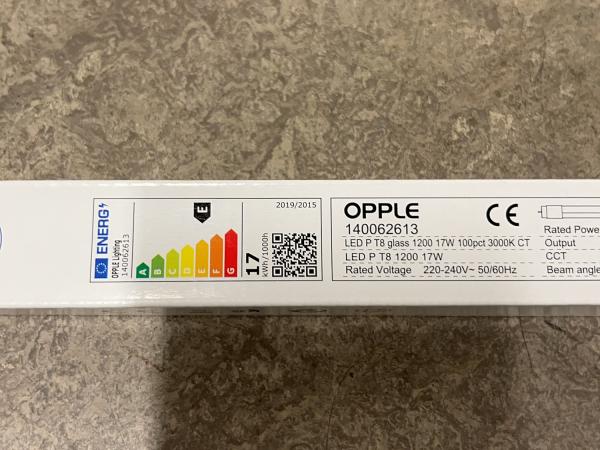 ENERG
OPPLE Lighting
140062613
A
B
C
D
E
F
G
E
2019/2015
17
kWh/1000h
OPPLE
CE
140062613
LED P T8 glass 1200 17W 100pct 3000K CT
LED P T8 1200 17W
Rated Voltage 220-240V~ 50/60Hz
Rated Powe
Output
CCT
Beam angle